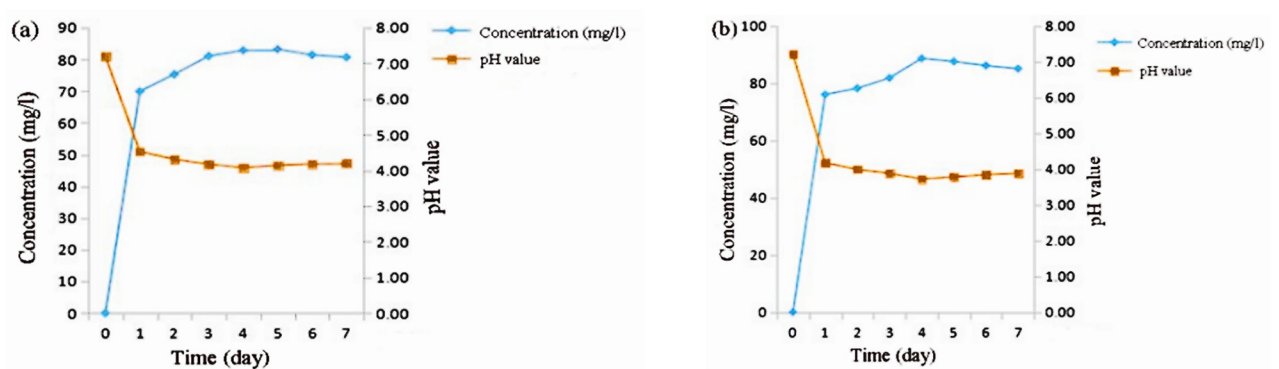 (a)
90
80
70
60
50
40
30
20
10
0
Concentration (mg/l)
8.00
7.00
6.00
5.00
4.00
3.00
2.00
1.00
0.00
pH value
0 1 2 3 4 5 6 7
Time (day)
Concentration (mg/l)
pH value
(b)
100
80
60
40
20
0
Concentration (mg/l)
8.00
7.00
6.00
5.00
4.00
3.00
2.00
1.00
0.00
pH value
0 1 2 3 4 5 6 7
Time (day)
Concentration (mg/l)
pH value